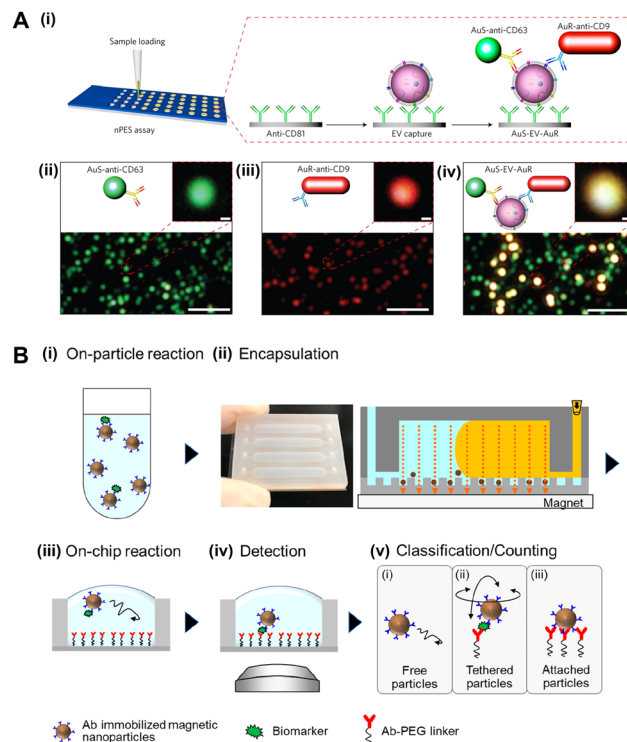 A
(i)
Sample loading
nPES assay
AuS-anti-CD63
AuR-anti-CD9
Anti-CD81
EV capture
AuS-EV-AuR
(ii)
AuS-anti-CD63
(iii)
AuR-anti-CD9
(iv)
AuS-EV-AuR
B
(i) On-particle reaction
(ii) Encapsulation
Magnet
(iii) On-chip reaction
(iv) Detection
(v) Classification/Counting
(i)
Free
particles
(ii)
Tethered
particles
(iii)
Attached
particles
Ab immobilized magnetic
nanoparticles
Biomarker
Ab-PEG linker